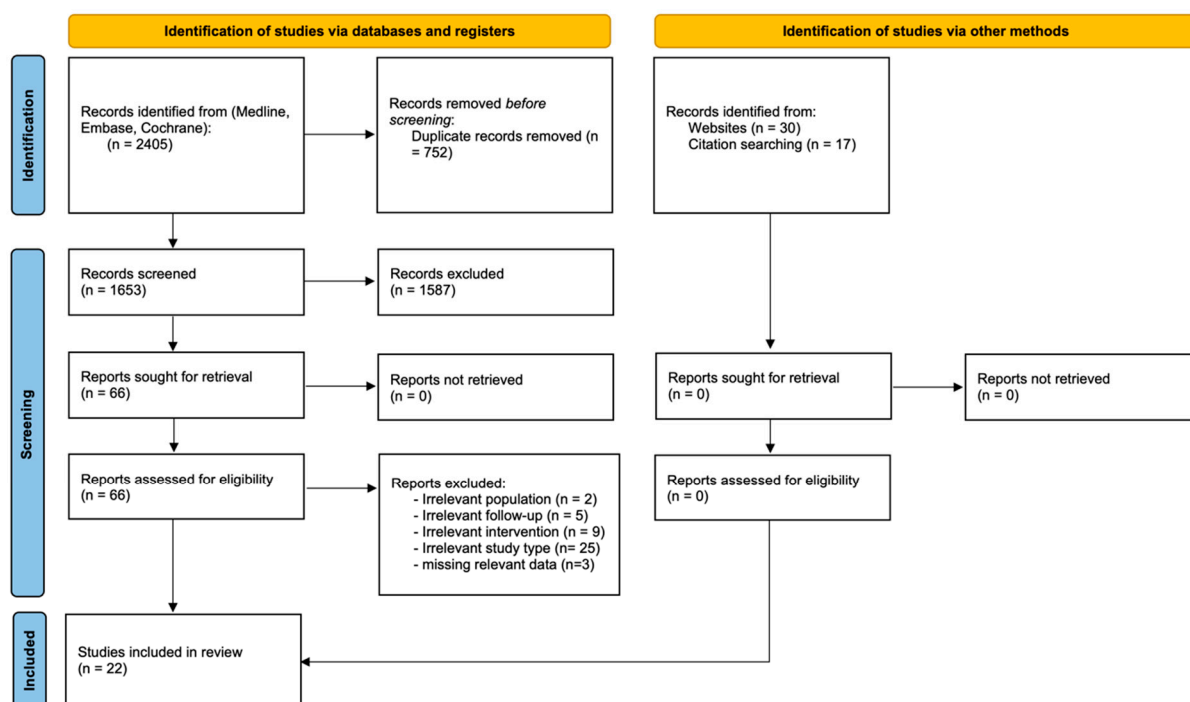 Identification of studies via databases and registers
Identification of studies via other methods
Identification
Records identified from (Medline,
Embase, Cochrane):
(n = 2405)
Records removed before
screening:
Duplicate records removed (n
= 752)
Records identified from:
Websites (n = 30)
Citation searching (n = 17)
Screening
Records screened
(n = 1653)
Records excluded
(n = 1587)
Reports sought for retrieval
(n = 66)
Reports not retrieved
(n = 0)
Reports sought for retrieval
(n = 0)
Reports not retrieved
(n = 0)
Reports assessed for eligibility
(n = 66)
Reports excluded:
- Irrelevant population (n = 2)
- Irrelevant follow-up (n = 5)
- Irrelevant intervention (n = 9)
- Irrelevant study type (n= 25)
- missing relevant data (n=3)
Reports assessed for eligibility
(n = 0)
Included
Studies included in review
(n = 22)